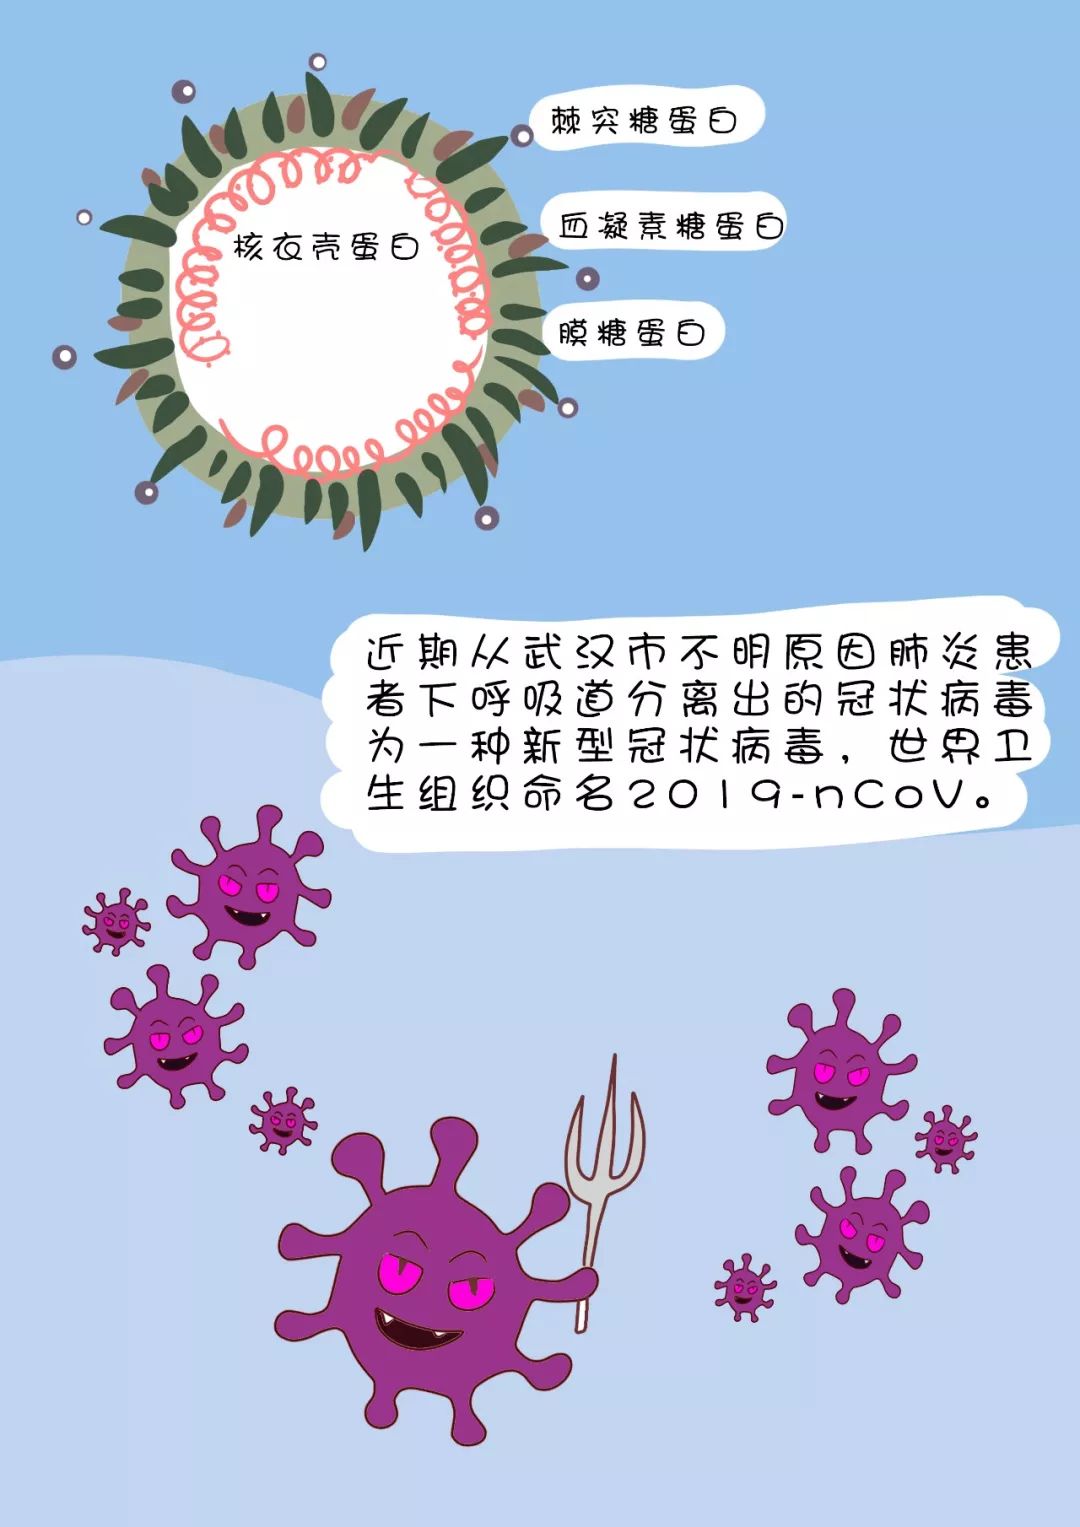 棘突糖蛋白
血凝素糖蛋白
核衣壳蛋白
膜糖蛋白
近期从武汉市不明原因肺炎患
者下呼吸道分离出的冠状病毒
为一种新型冠状病毒，世界卫
生组织命名2019-nCoV。